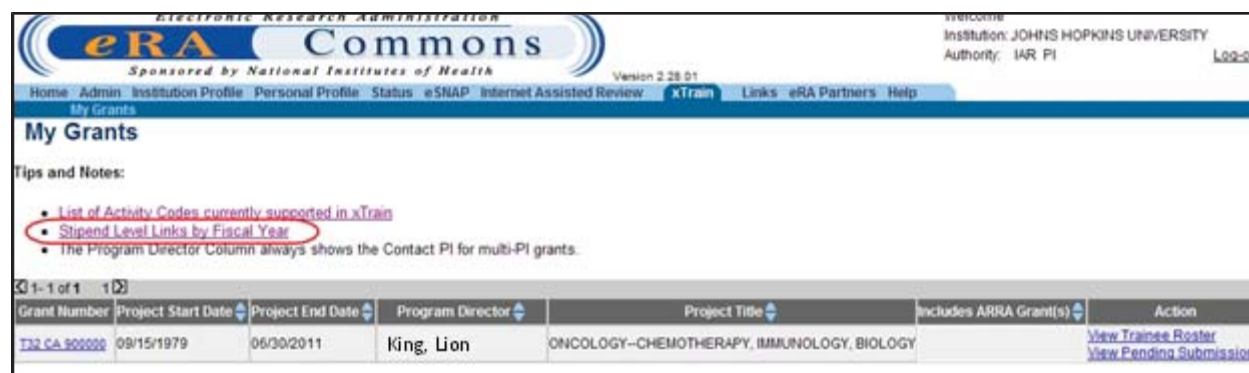 Electronic Research Administration
eRA Commons
Sponsored by National Institutes of Health
Version 2.28.01
Welcome
Institution: JOHNS HOPKINS UNIVERSITY
Authority: IAR PI
Home Admin Institution Profile Personal Profile Status eSNAP Internet Assisted Review xTrain Links eRA Partners Help
My Grants
My Grants
Tips and Notes:
• List of Activity Codes currently supported in xTrain
• Stipend Level Links by Fiscal Year
• The Program Director Column always shows the Contact PI for multi-PI grants.
1-1 of 1 1
Grant Number Project Start Date Project End Date Program Director Project Title Includes ARRA Grant(s) Action
T32 CA 900000 09/15/1979 06/30/2011 King, Lion ONCOLOGY--CHEMOTHERAPY, IMMUNOLOGY, BIOLOGY View Trainee Roster
View Pending Submission